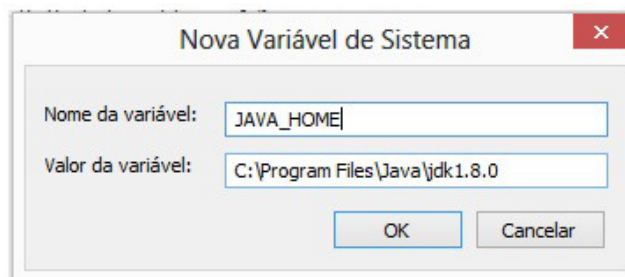 Nova Variável de Sistema
Nome da variável: JAVA_HOME
Valor da variável: C:\Program Files\Java\jdk1.8.0
OK Cancelar